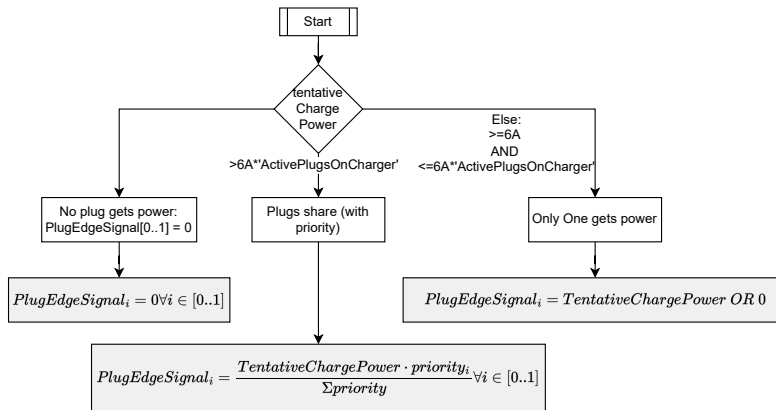 Start
tentative
Charge
Power
Else:
>=6A
AND
<=6A*'ActivePlugsOnCharger'
>6A*'ActivePlugsOnCharger'
No plug gets power:
PlugEdgeSignal[0..1] = 0
Plugs share (with
priority)
Only One gets power
PlugEdgeSignal_i = 0∀i ∈ [0..1]
PlugEdgeSignal_i = TentativeChargePower OR 0
PlugEdgeSignal_i = \frac{TentativeChargePower · priority_i}{Σpriority}∀i ∈ [0..1]